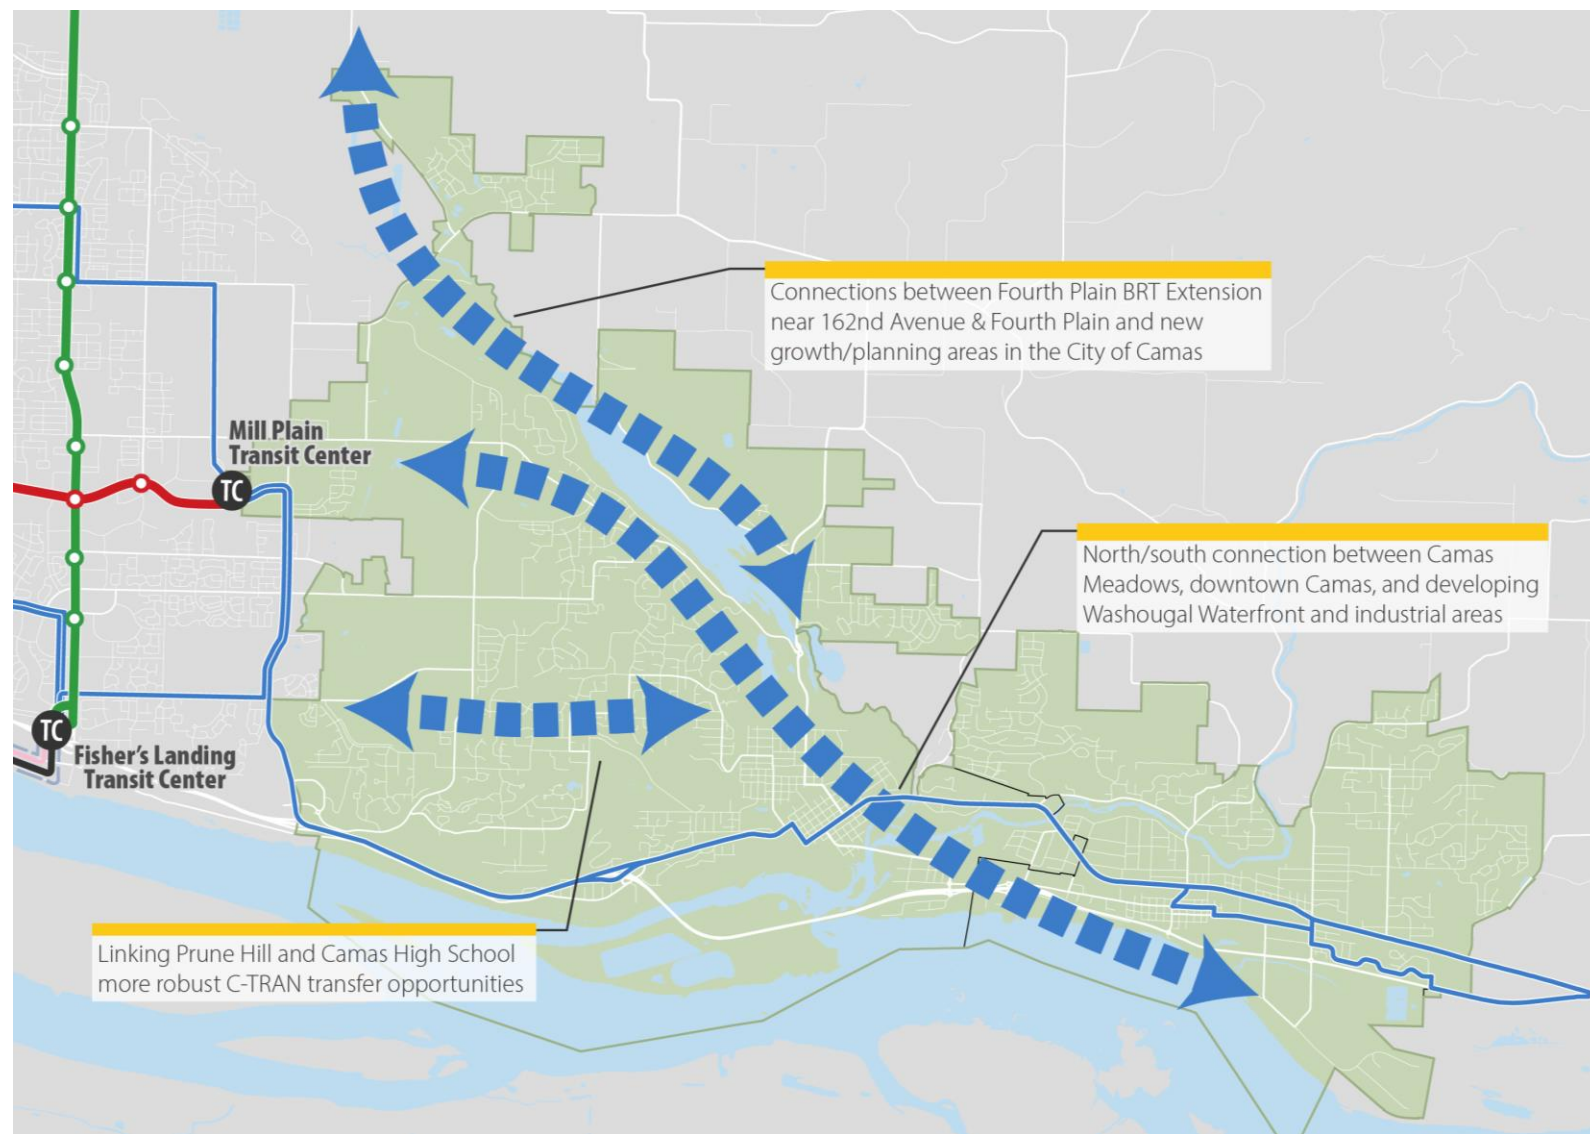 Connections between Fourth Plain BRT Extension
near 162nd Avenue & Fourth Plain and new
growth/planning areas in the City of Camas
Mill Plain
Transit Center
TC
North/south connection between Camas
Meadows, downtown Camas, and developing
Washougal Waterfront and industrial areas
TC
Fisher's Landing
Transit Center
Linking Prune Hill and Camas High School
more robust C-TRAN transfer opportunities